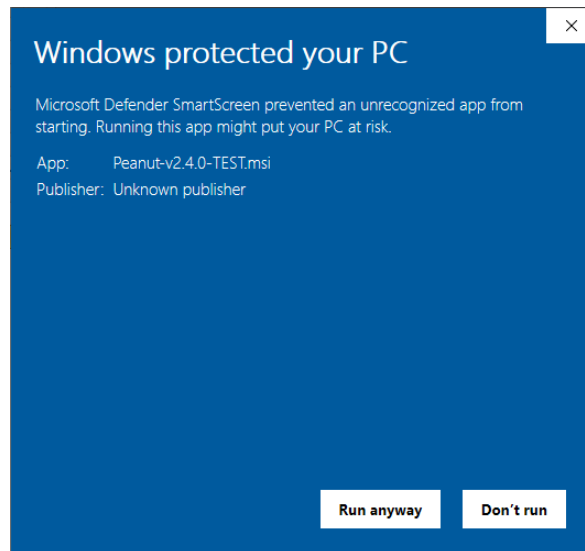 Windows protected your PC
Microsoft Defender SmartScreen prevented an unrecognized app from
starting. Running this app might put your PC at risk.
App: Peanut-v2.4.0-TEST.msi
Publisher: Unknown publisher
Run anyway Don't run